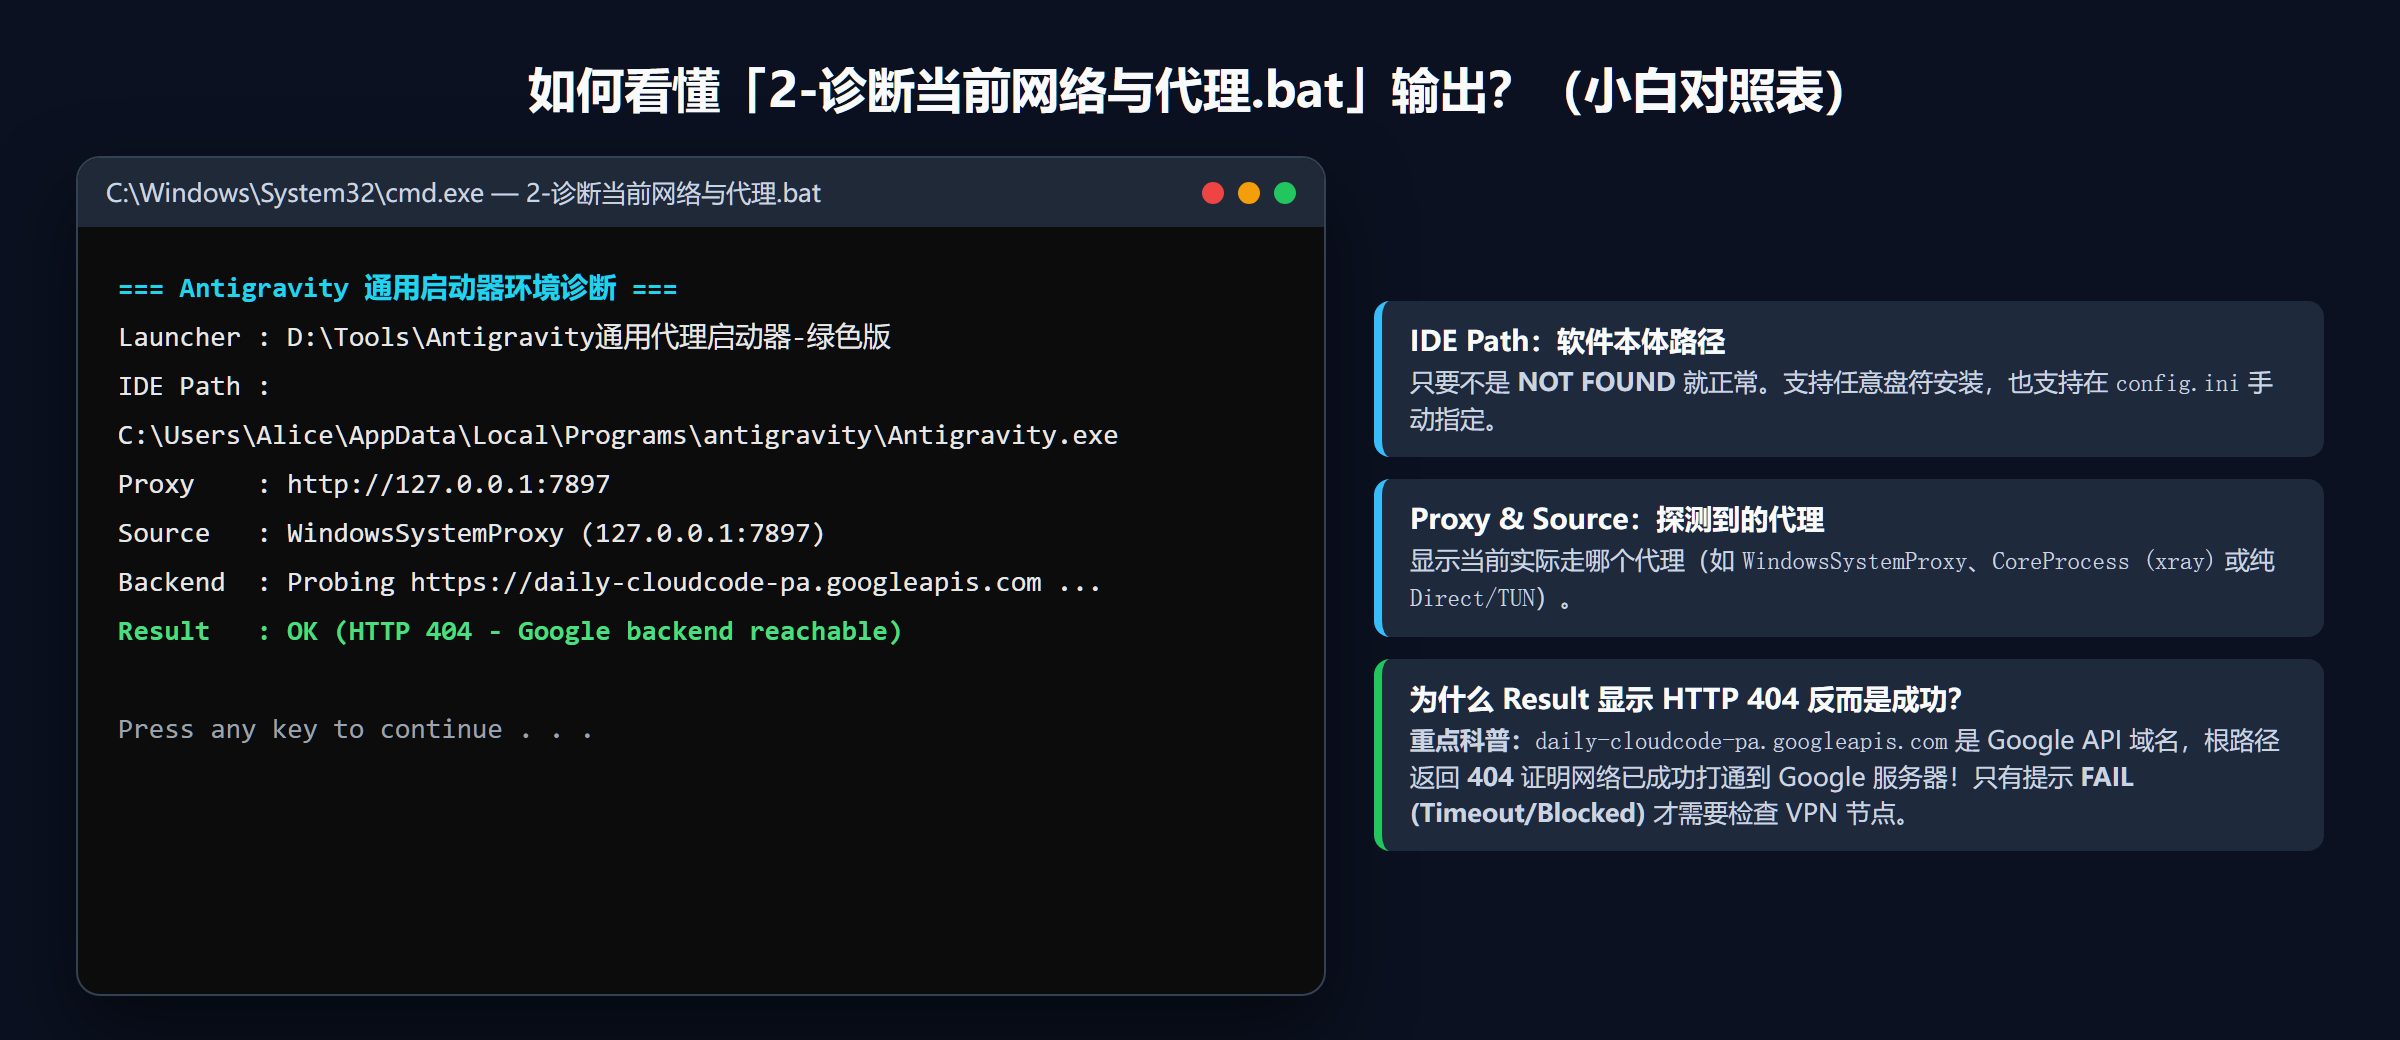 如何看懂「2-诊断当前网络与代理.bat」输出？（小白对照表）
C:\Windows\System32\cmd.exe — 2-诊断当前网络与代理.bat
=== Antigravity 通用启动器环境诊断 ===
Launcher : D:\Tools\Antigravity通用代理启动器-绿色版
IDE Path :
C:\Users\Alice\AppData\Local\Programs\antigravity\Antigravity.exe
Proxy    : http://127.0.0.1:7897
Source   : WindowsSystemProxy (127.0.0.1:7897)
Backend  : Probing https://daily-cloudcode-pa.googleapis.com ...
Result   : OK (HTTP 404 - Google backend reachable)
Press any key to continue . . .
IDE Path：软件本体路径
只要不是 NOT FOUND 就正常。支持任意盘符安装，也支持在 config.ini 手
动指定。
Proxy & Source：探测到的代理
显示当前实际走哪个代理（如 WindowsSystemProxy、CoreProcess (xray) 或纯
Direct/TUN）。
为什么 Result 显示 HTTP 404 反而是成功？
重点科普：daily-cloudcode-pa.googleapis.com 是 Google API 域名，根路径
返回 404 证明网络已成功打通到 Google 服务器！只有提示 FAIL
(Timeout/Blocked) 才需要检查 VPN 节点。